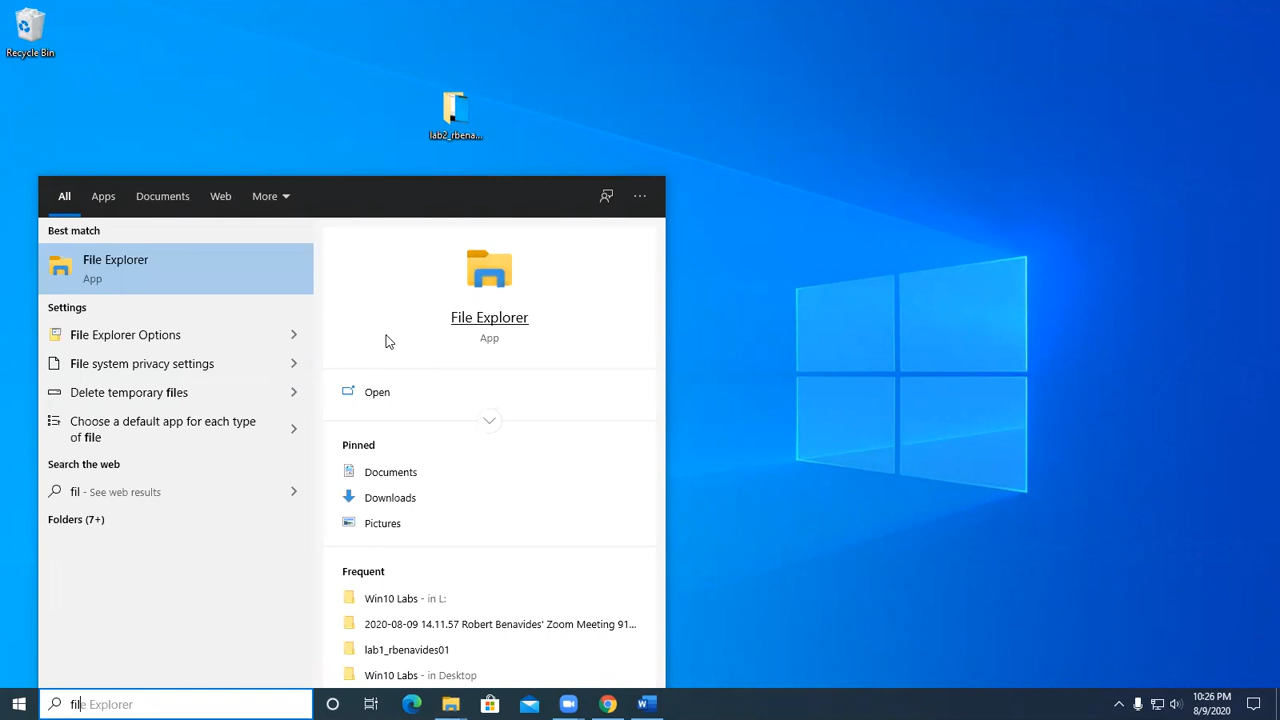 Recycle Bin
lab2_rbena...
All Apps Documents Web More
Best match
File Explorer
App
Settings
File Explorer Options
File system privacy settings
Delete temporary files
Choose a default app for each type
of file
Search the web
fil - See web results
Folders (7+)
File Explorer
App
Open
Pinned
Documents
Downloads
Pictures
Frequent
Win10 Labs - in L:
2020-08-09 14.11.57 Robert Benavides' Zoom Meeting 91...
lab1_rbenavides01
Win10 Labs - in Desktop
file Explorer
10:26 PM
8/9/2020